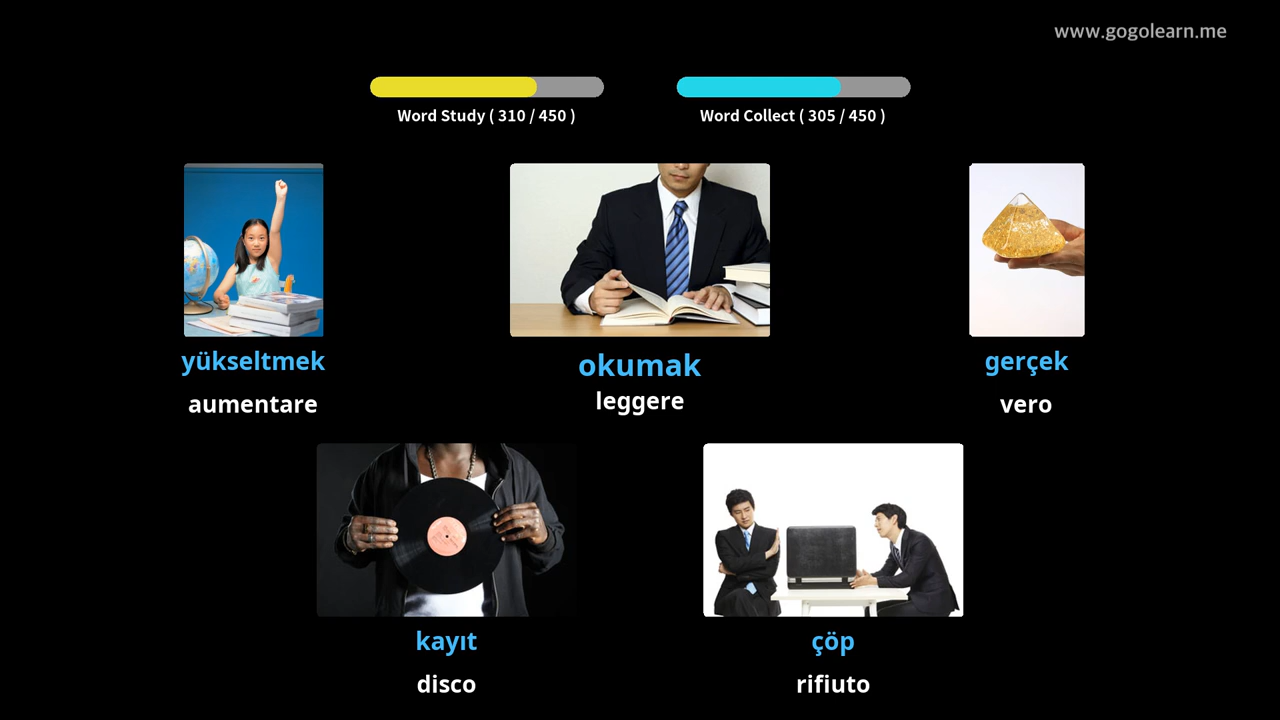 www.gogolearn.me
Word Study ( 310 / 450 )
Word Collect ( 305 / 450 )
yükseltmek
aumentare
okumak
leggere
gerçek
vero
kayıt
disco
çöp
rifiuto